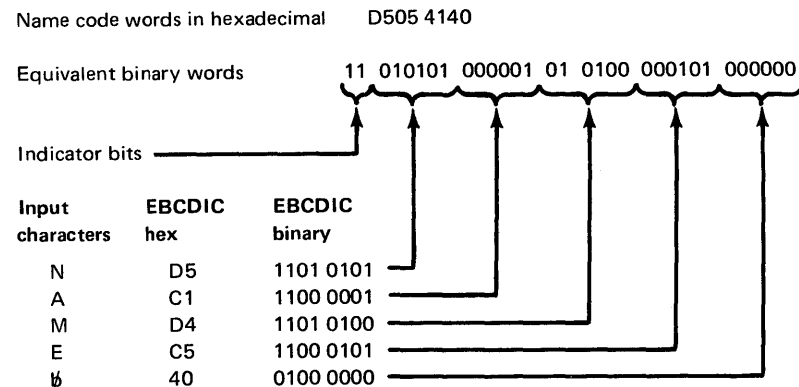 Name code words in hexadecimal D505 4140
Equivalent binary words 11 010101 000001 01 0100 000101 000000
Indicator bits
Input characters EBCDIC hex EBCDIC binary
N D5 1101 0101
A C1 1100 0001
M D4 1101 0100
E C5 1100 0101
ƀ 40 0100 0000